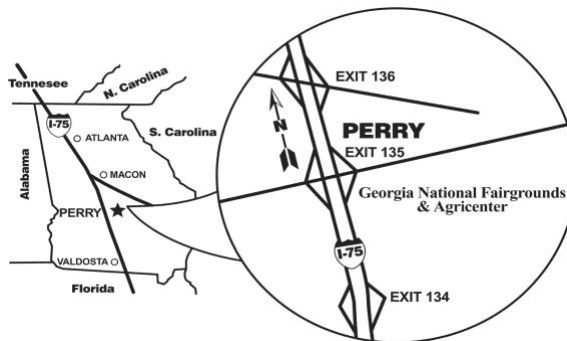 Tennessee
N. Carolina
I-75
ATLANTA
S. Carolina
Alabama
MACON
PERRY
VALDOSTA
Florida
EXIT 136
N
PERRY
EXIT 135
Georgia National Fairgrounds
& Agricenter
I-75
EXIT 134